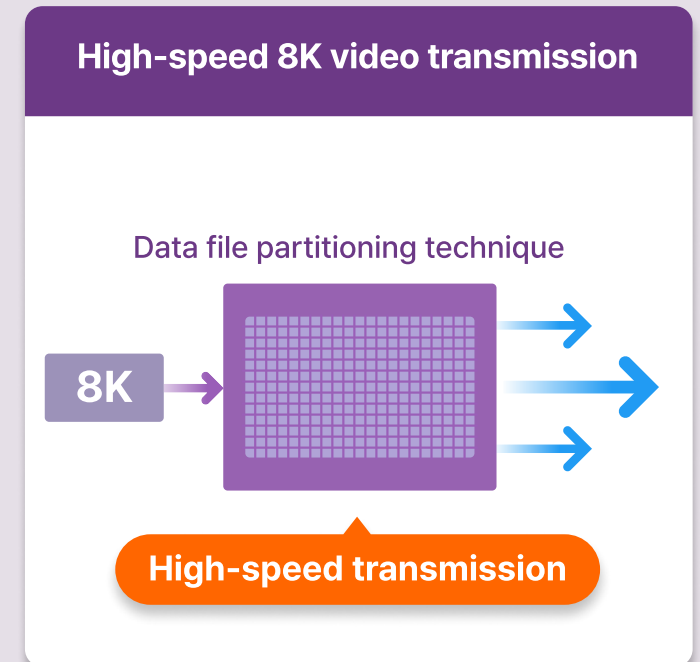 High-speed 8K video transmission
Data file partitioning technique
8K
High-speed transmission